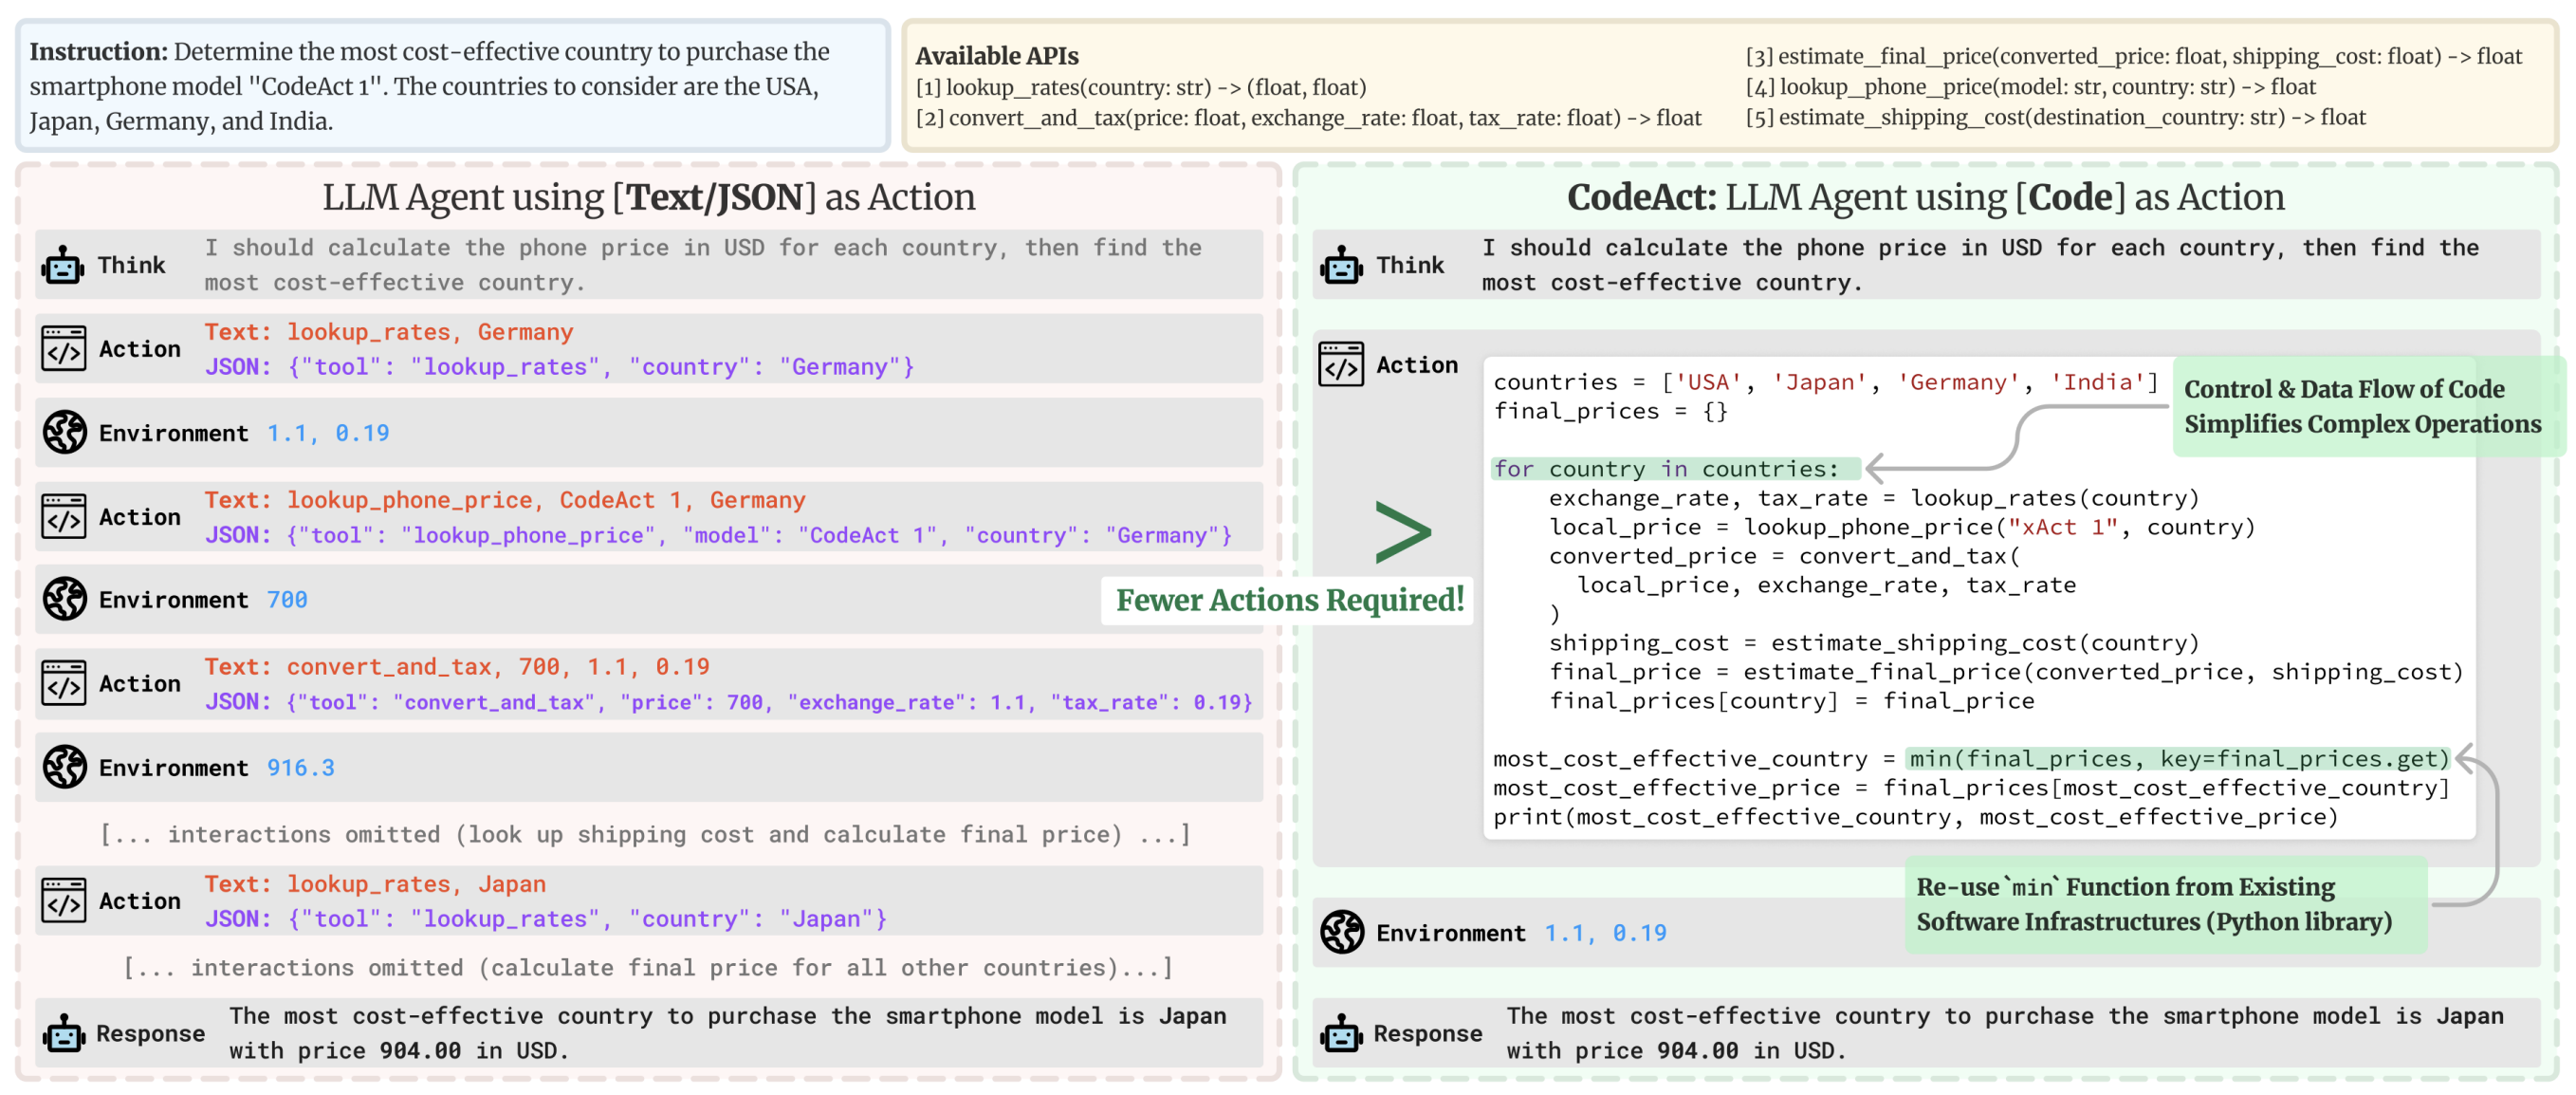 Instruction: Determine the most cost-effective country to purchase the
smartphone model "CodeAct 1". The countries to consider are the USA,
Japan, Germany, and India.
Available APIs
[1] lookup_rates(country: str) -> (float, float)
[2] convert_and_tax(price: float, exchange_rate: float, tax_rate: float) -> float
[3] estimate_final_price(converted_price: float, shipping_cost: float) -> float
[4] lookup_phone_price(model: str, country: str) -> float
[5] estimate_shipping_cost(destination_country: str) -> float
LLM Agent using [Text/JSON] as Action
Think
I should calculate the phone price in USD for each country, then find the
most cost-effective country.
Action
Text: lookup_rates, Germany
JSON: {"tool": "lookup_rates", "country": "Germany"}
Environment 1.1, 0.19
Action
Text: lookup_phone_price, CodeAct 1, Germany
JSON: {"tool": "lookup_phone_price", "model": "CodeAct 1", "country": "Germany"}
Environment 700
Action
Text: convert_and_tax, 700, 1.1, 0.19
JSON: {"tool": "convert_and_tax", "price": 700, "exchange_rate": 1.1, "tax_rate": 0.19}
Environment 916.3
[... interactions omitted (look up shipping cost and calculate final price) ...]
Action
Text: lookup_rates, Japan
JSON: {"tool": "lookup_rates", "country": "Japan"}
[... interactions omitted (calculate final price for all other countries)...]
Response
The most cost-effective country to purchase the smartphone model is Japan
with price 904.00 in USD.
>
Fewer Actions Required!
CodeAct: LLM Agent using [Code] as Action
Think
I should calculate the phone price in USD for each country, then find the
most cost-effective country.
Action
countries = ['USA', 'Japan', 'Germany', 'India']
final_prices = {}
for country in countries:
    exchange_rate, tax_rate = lookup_rates(country)
    local_price = lookup_phone_price("xAct 1", country)
    converted_price = convert_and_tax(
      local_price, exchange_rate, tax_rate
    )
    shipping_cost = estimate_shipping_cost(country)
    final_price = estimate_final_price(converted_price, shipping_cost)
    final_prices[country] = final_price
most_cost_effective_country = min(final_prices, key=final_prices.get)
most_cost_effective_price = final_prices[most_cost_effective_country]
print(most_cost_effective_country, most_cost_effective_price)
Control & Data Flow of Code
Simplifies Complex Operations
Re-use `min` Function from Existing
Software Infrastructures (Python library)
Environment 1.1, 0.19
Response
The most cost-effective country to purchase the smartphone model is Japan
with price 904.00 in USD.